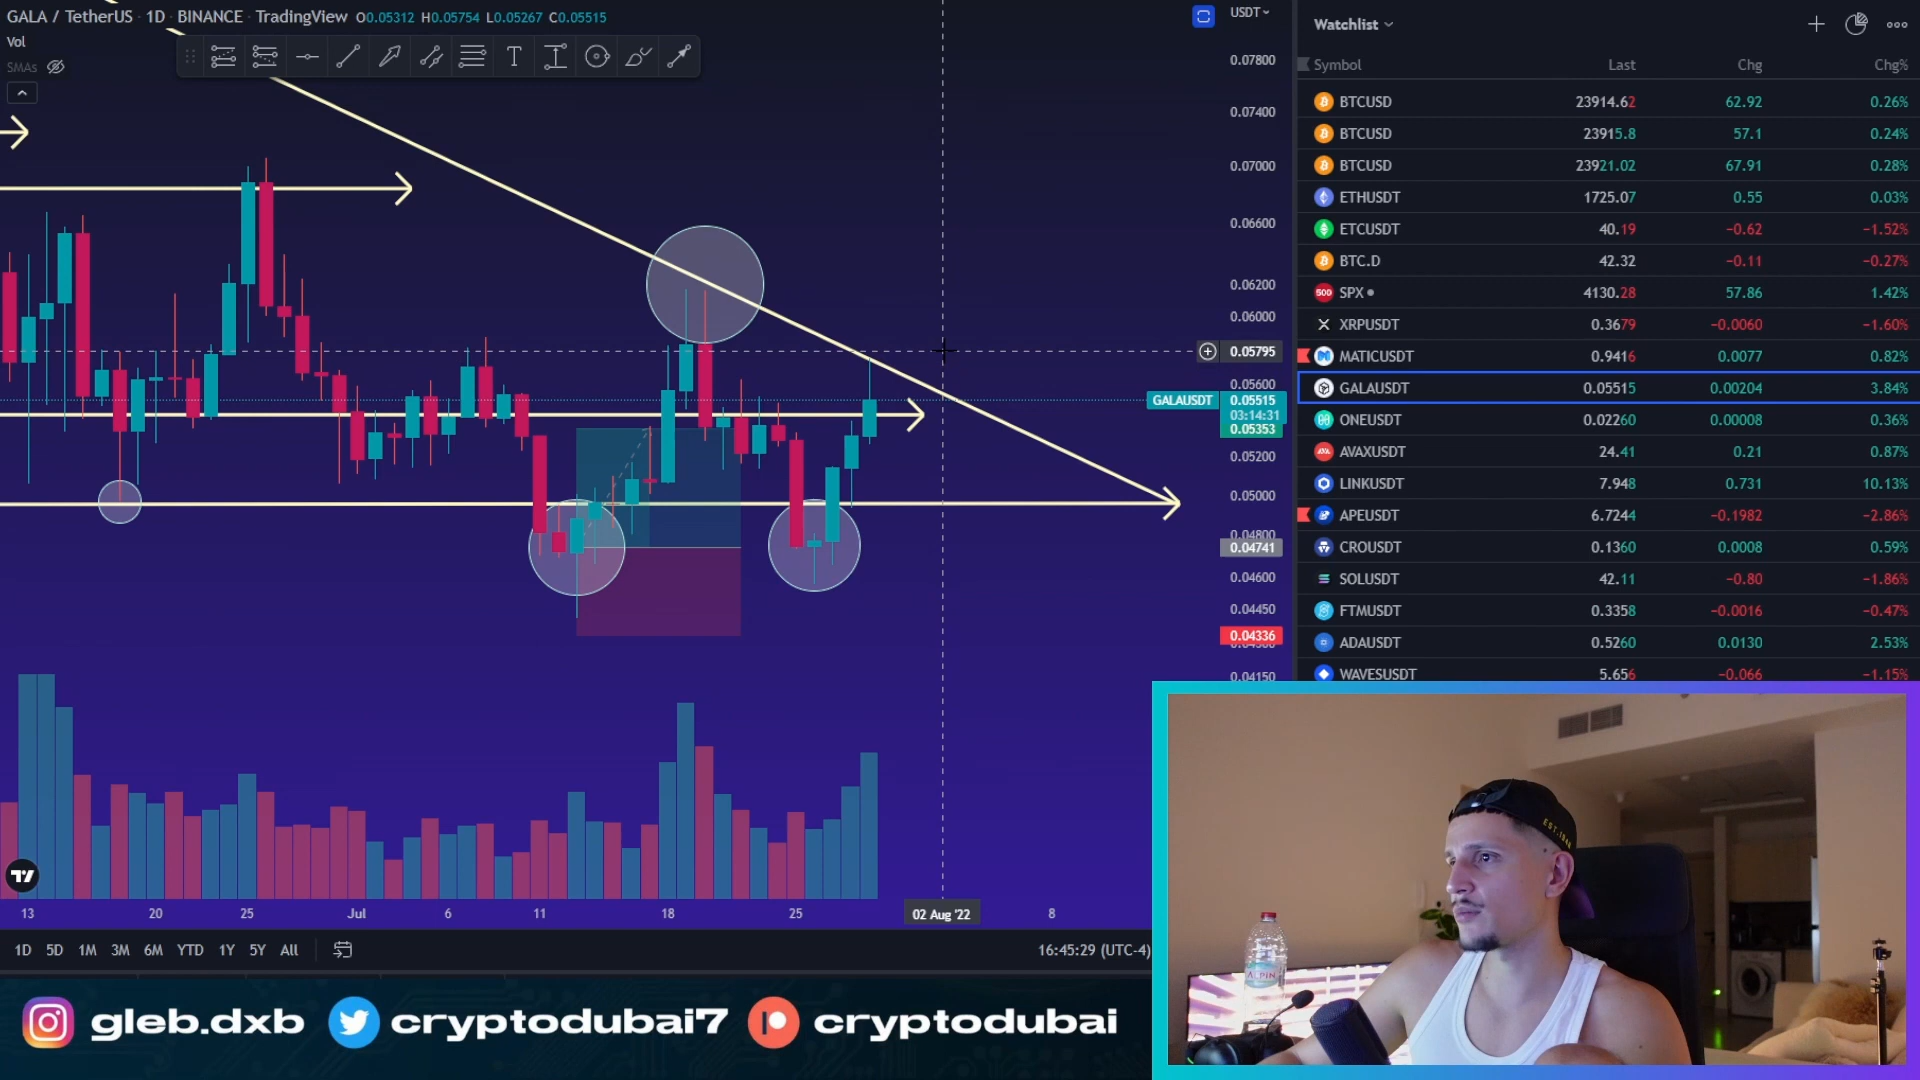 GALA / TetherUS · 1D · BINANCE · TradingView O0.05312 H0.05754 L0.05267 C0.05515
Vol
SMAs
USDT
0.07800
0.07400
0.07000
0.06600
0.06200
0.06000
0.05795
0.05600
GALAUSDT 0.05515
03:14:31
0.05353
0.05200
0.05000
0.04800
0.04741
0.04600
0.04450
0.04336
0.04150
13 20 25 Jul 6 11 18 25 02 Aug '22 8
1D 5D 1M 3M 6M YTD 1Y 5Y All
16:45:29 (UTC-4)
Watchlist
Symbol Last Chg Chg%
BTCUSD 23914.62 62.92 0.26%
BTCUSD 23915.8 57.1 0.24%
BTCUSD 23921.02 67.91 0.28%
ETHUSDT 1725.07 0.55 0.03%
ETCUSDT 40.19 −0.62 −1.52%
BTC.D 42.32 −0.11 −0.27%
500 SPX 4130.28 57.86 1.42%
XRPUSDT 0.3679 −0.0060 −1.60%
MATICUSDT 0.9416 0.0077 0.82%
GALAUSDT 0.05515 0.00204 3.84%
ONEUSDT 0.02260 0.00008 0.36%
AVAXUSDT 24.41 0.21 0.87%
LINKUSDT 7.948 0.731 10.13%
APEUSDT 6.7244 −0.1982 −2.86%
CROUSDT 0.1360 0.0008 0.59%
SOLUSDT 42.11 −0.80 −1.86%
FTMUSDT 0.3358 −0.0016 −0.47%
ADAUSDT 0.5260 0.0130 2.53%
WAVESUSDT 5.656 −0.066 −1.15%
ALPIN
gleb.dxb cryptodubai7 cryptodubai